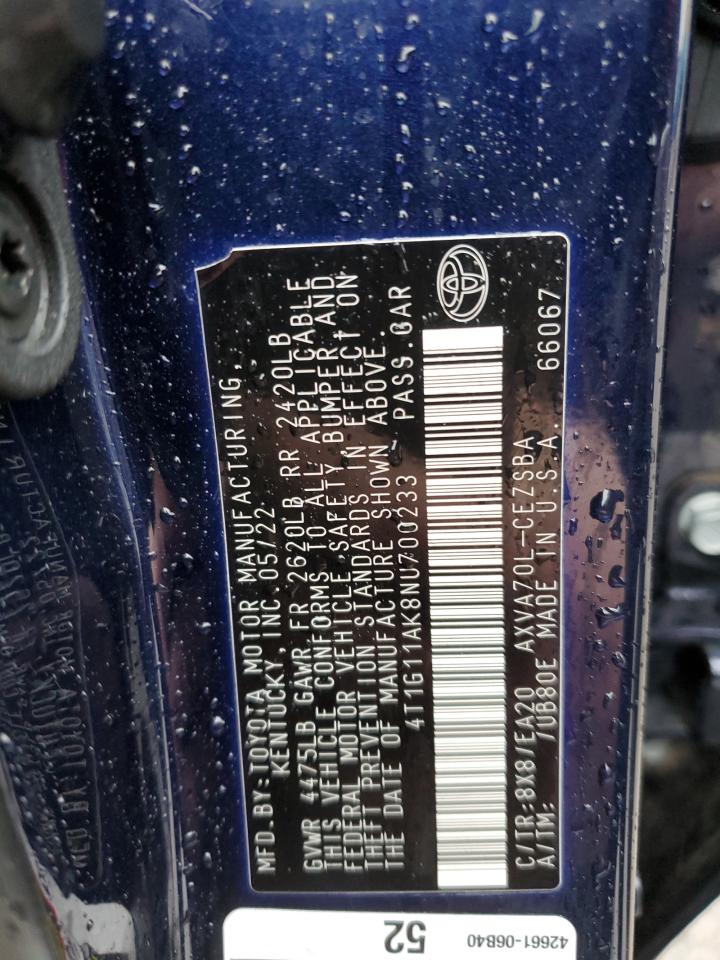 MFD.BY:TOYOTA MOTOR MANUFACTURING,
KENTUCKY, INC.05/22
GVWR 4475LB GAWR FR 2620LB RR 2420LB
THIS VEHICLE CONFORMS TO ALL APPLICABLE
FEDERAL MOTOR VEHICLE SAFETY,BUMPER AND
THEFT PREVENTION STANDARDS IN EFFECT ON
THE DATE OF MANUFACTURE SHOWN ABOVE.
4T1G11AK8NU700233 PASS.CAR
C/TR:8X8/EA20 AXVA70L-CEZSBA
A/TM: /UB80E MADE IN U.S.A. 66067
52
42661-06B40